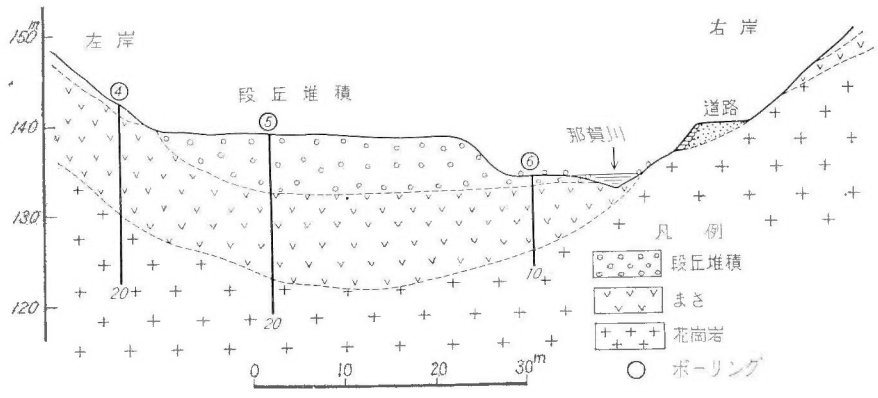 150m
左岸
右岸
④
段丘堆積
⑤
道路
140
那賀川
⑥
130
凡例
段丘堆積
10
まさ
20
120
20
花崗岩
0 10 20 30m
ボーリング